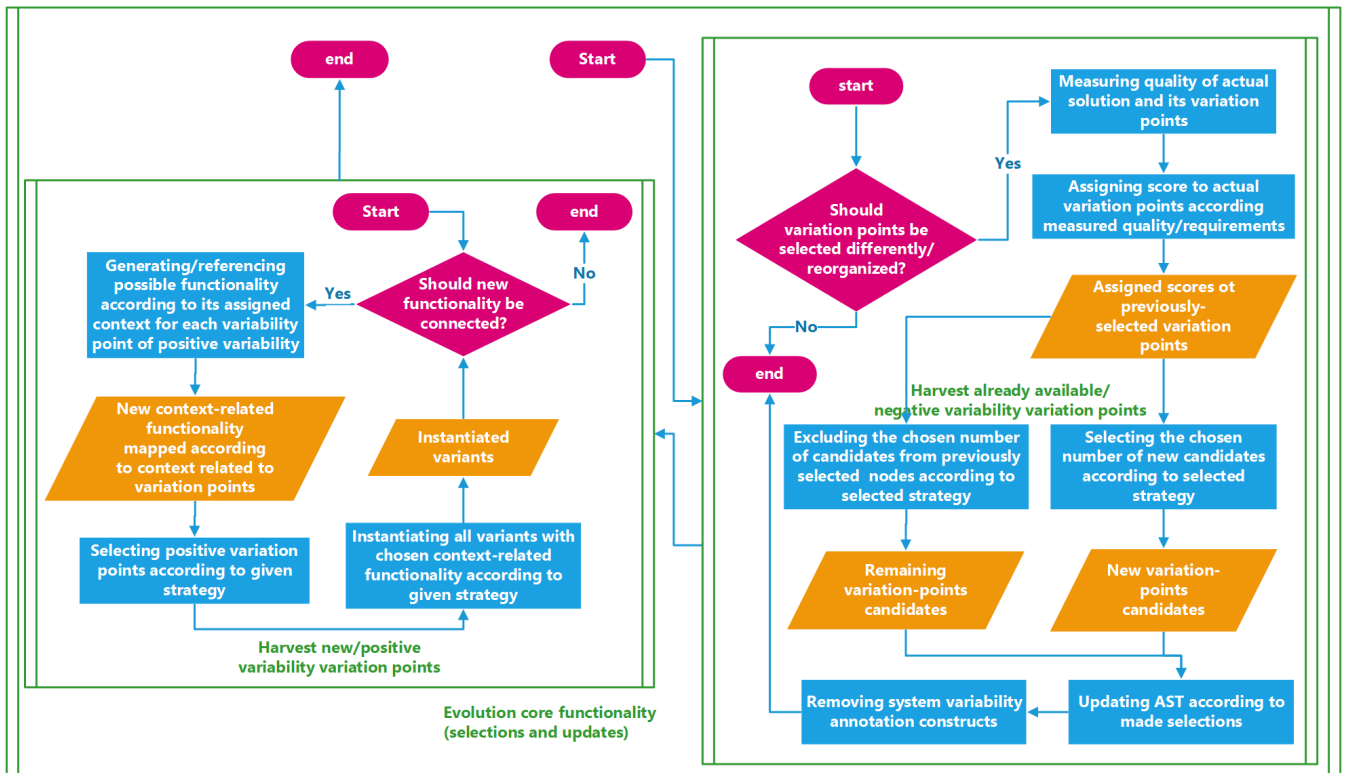 end
Start
start
Measuring quality of actual
solution and its variation
points
Yes
Assigning score to actual
variation points according
measured quality/requirements
Should
variation points be
selected differently/
reorganized?
Assigned scores ot
previously-
selected variation
points
No
end
Harvest already available/
negative variability variation points
Excluding the chosen number
of candidates from previously
selected nodes according to
selected strategy
Selecting the chosen
number of new candidates
according to selected
strategy
Remaining
variation-points
candidates
New variation-
points
candidates
Updating AST according to
made selections
Removing system variability
annotation constructs
Start
end
Should new
functionality be
connected?
No
Yes
Generating/referencing
possible functionality
according to its assigned
context for each variability
point of positive variability
New context-related
functionality
mapped according
to context related to
variation points
Instantiated
variants
Selecting positive variation
points according to given
strategy
Instantiating all variants with
chosen context-related
functionality according to
given strategy
Harvest new/positive
variability variation points
Evolution core functionality
(selections and updates)